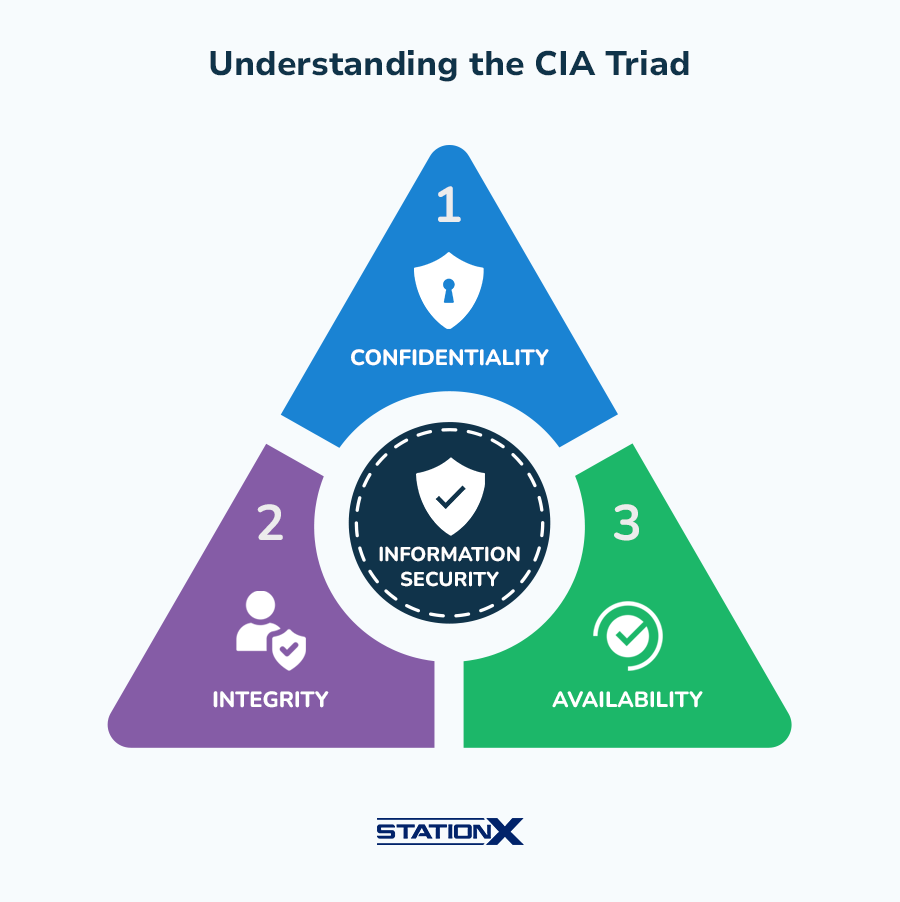 Understanding the CIA Triad
1
CONFIDENTIALITY
2
3
INFORMATION
SECURITY
INTEGRITY
AVAILABILITY
STATIONX